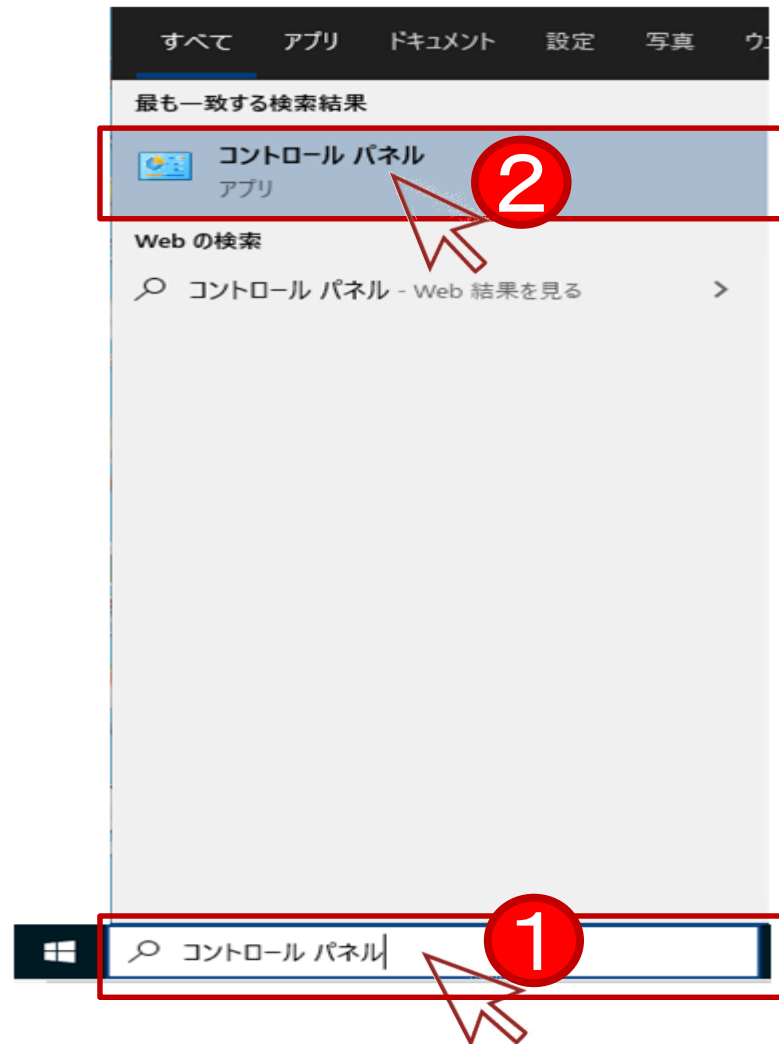 すべて アプリ ドキュメント 設定 写真 ウ
最も一致する検索結果
コントロール パネル
アプリ
2
Web の検索
コントロール パネル - Web 結果を見る
コントロール パネル
1